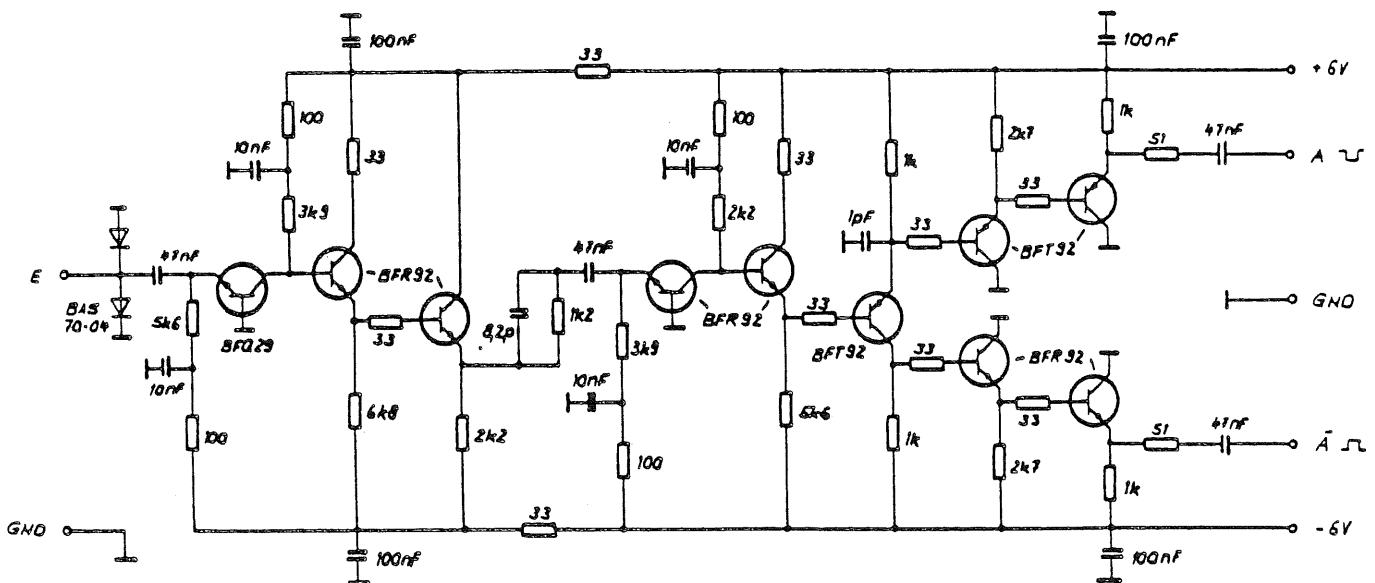 100nF
33
100nF
+6V
100
100
1k
10nF
33
10nF
33
1k
2k7
51
47nF
A
3k9
2k2
33
1pF
33
BFT92
E
47nF
BFR92
47nF
BAS
70-04
5k6
BFQ29
33
8,2p
1k2
BFR92
33
GND
3k9
BFT92
33
BFR92
10nF
10nF
6k8
2k2
5k6
1k
33
51
47nF
Ā
100
100
2k7
1k
GND
33
-6V
100nF
100nF